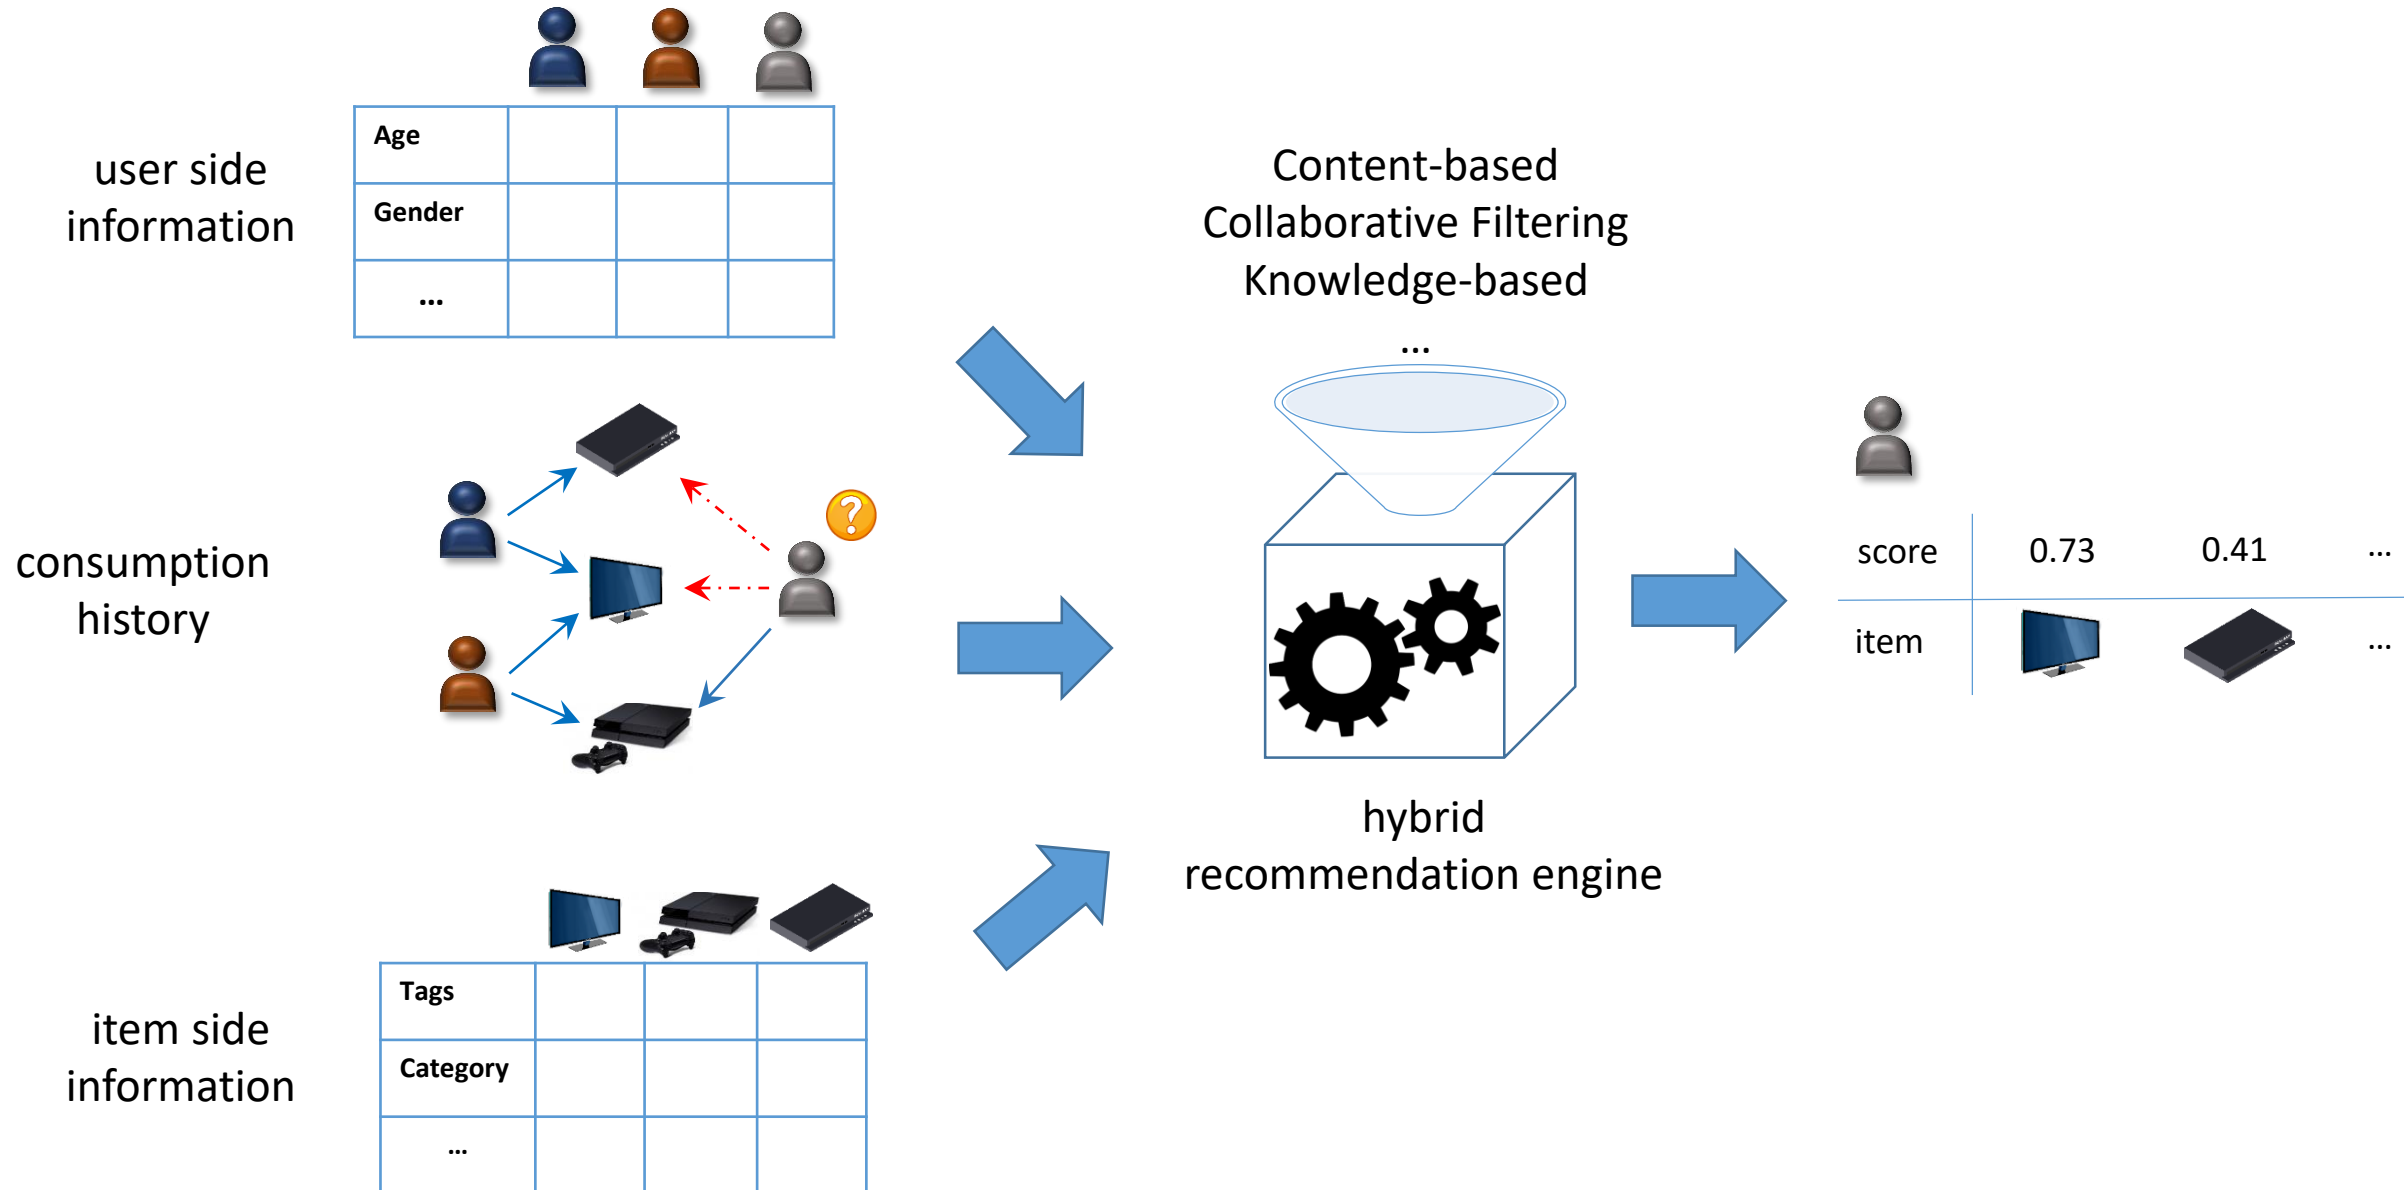 user side
information
Age
Gender
...
consumption
history
?
item side
information
Tags
Category
...
Content-based
Collaborative Filtering
Knowledge-based
...
hybrid
recommendation engine
score 0.73 0.41 ...
item ...